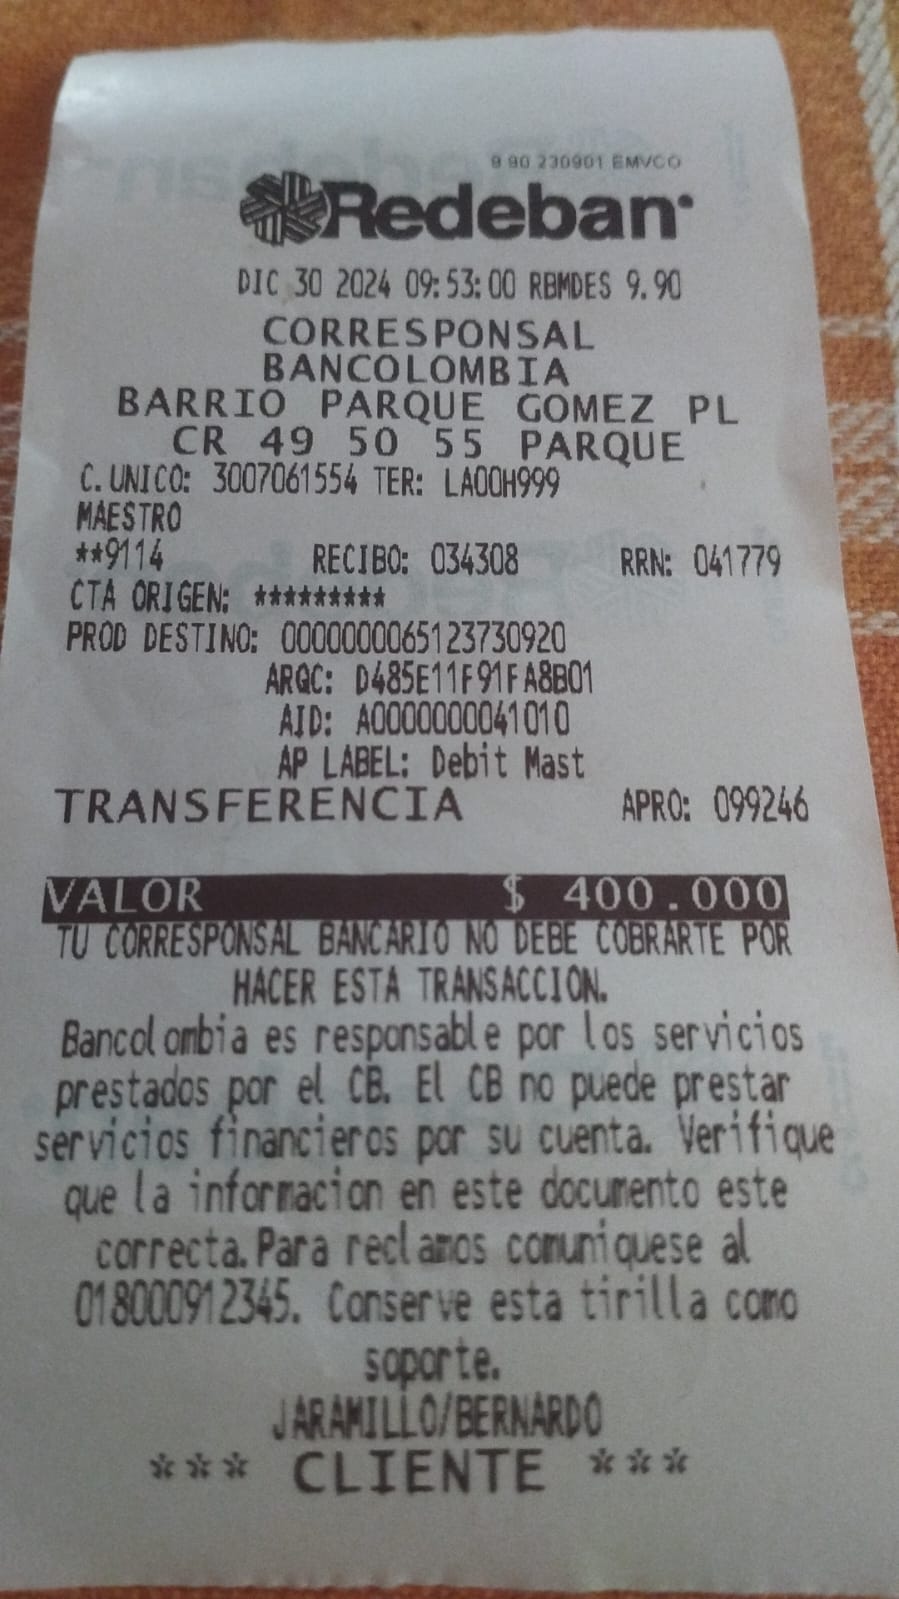 9 90 230901 EMVCO
Redeban
DIC 30 2024 09:53:00 RBMDES 9.90
CORRESPONSAL
BANCOLOMBIA
BARRIO PARQUE GOMEZ PL
CR 49 50 55 PARQUE
C. UNICO: 3007061554 TER: LA00H999
MAESTRO
**9114 RECIBO: 034308 RRN: 041779
CTA ORIGEN: *********
PROD DESTINO: 0000000065123730920
ARQC: D485E11F91FA8B01
AID: A0000000041010
AP LABEL: Debit Mast
TRANSFERENCIA APRO: 099246
VALOR $ 400.000
TU CORRESPONSAL BANCARIO NO DEBE COBRARTE POR
HACER ESTA TRANSACCION.
Bancolombia es responsable por los servicios
prestados por el CB. El CB no puede prestar
servicios financieros por su cuenta. Verifique
que la informacion en este documento este
correcta. Para reclamos comuniquese al
018000912345. Conserve esta tirilla como
soporte.
JARAMILLO/BERNARDO
*** CLIENTE ***